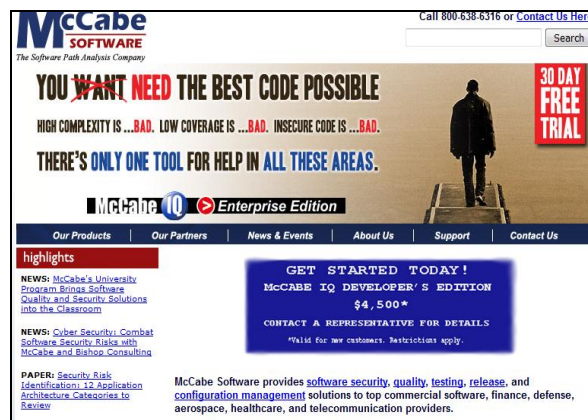 Call 800-638-6316 or Contact Us Her
McCabe
SOFTWARE
The Software Path Analysis Company
Search
YOU WANT NEED THE BEST CODE POSSIBLE
HIGH COMPLEXITY IS ...BAD. LOW COVERAGE IS ...BAD. INSECURE CODE IS ...BAD.
THERE'S ONLY ONE TOOL FOR HELP IN ALL THESE AREAS.
30 DAY
FREE
TRIAL
McCabe IQ > Enterprise Edition
Our Products | Our Partners | News & Events | About Us | Support | Contact Us
highlights
NEWS: McCabe's University
Program Brings Software
Quality and Security Solutions
into the Classroom
NEWS: Cyber Security: Combat
Software Security Risks with
McCabe and Bishop Consulting
PAPER: Security Risk
Identification: 12 Application
Architecture Categories to
Review
GET STARTED TODAY!
McCABE IQ DEVELOPER'S EDITION
$4,500*
CONTACT A REPRESENTATIVE FOR DETAILS
*Valid for new customers. Restrictions apply.
McCabe Software provides software security, quality, testing, release, and
configuration management solutions to top commercial software, finance, defense,
aerospace, healthcare, and telecommunication providers.